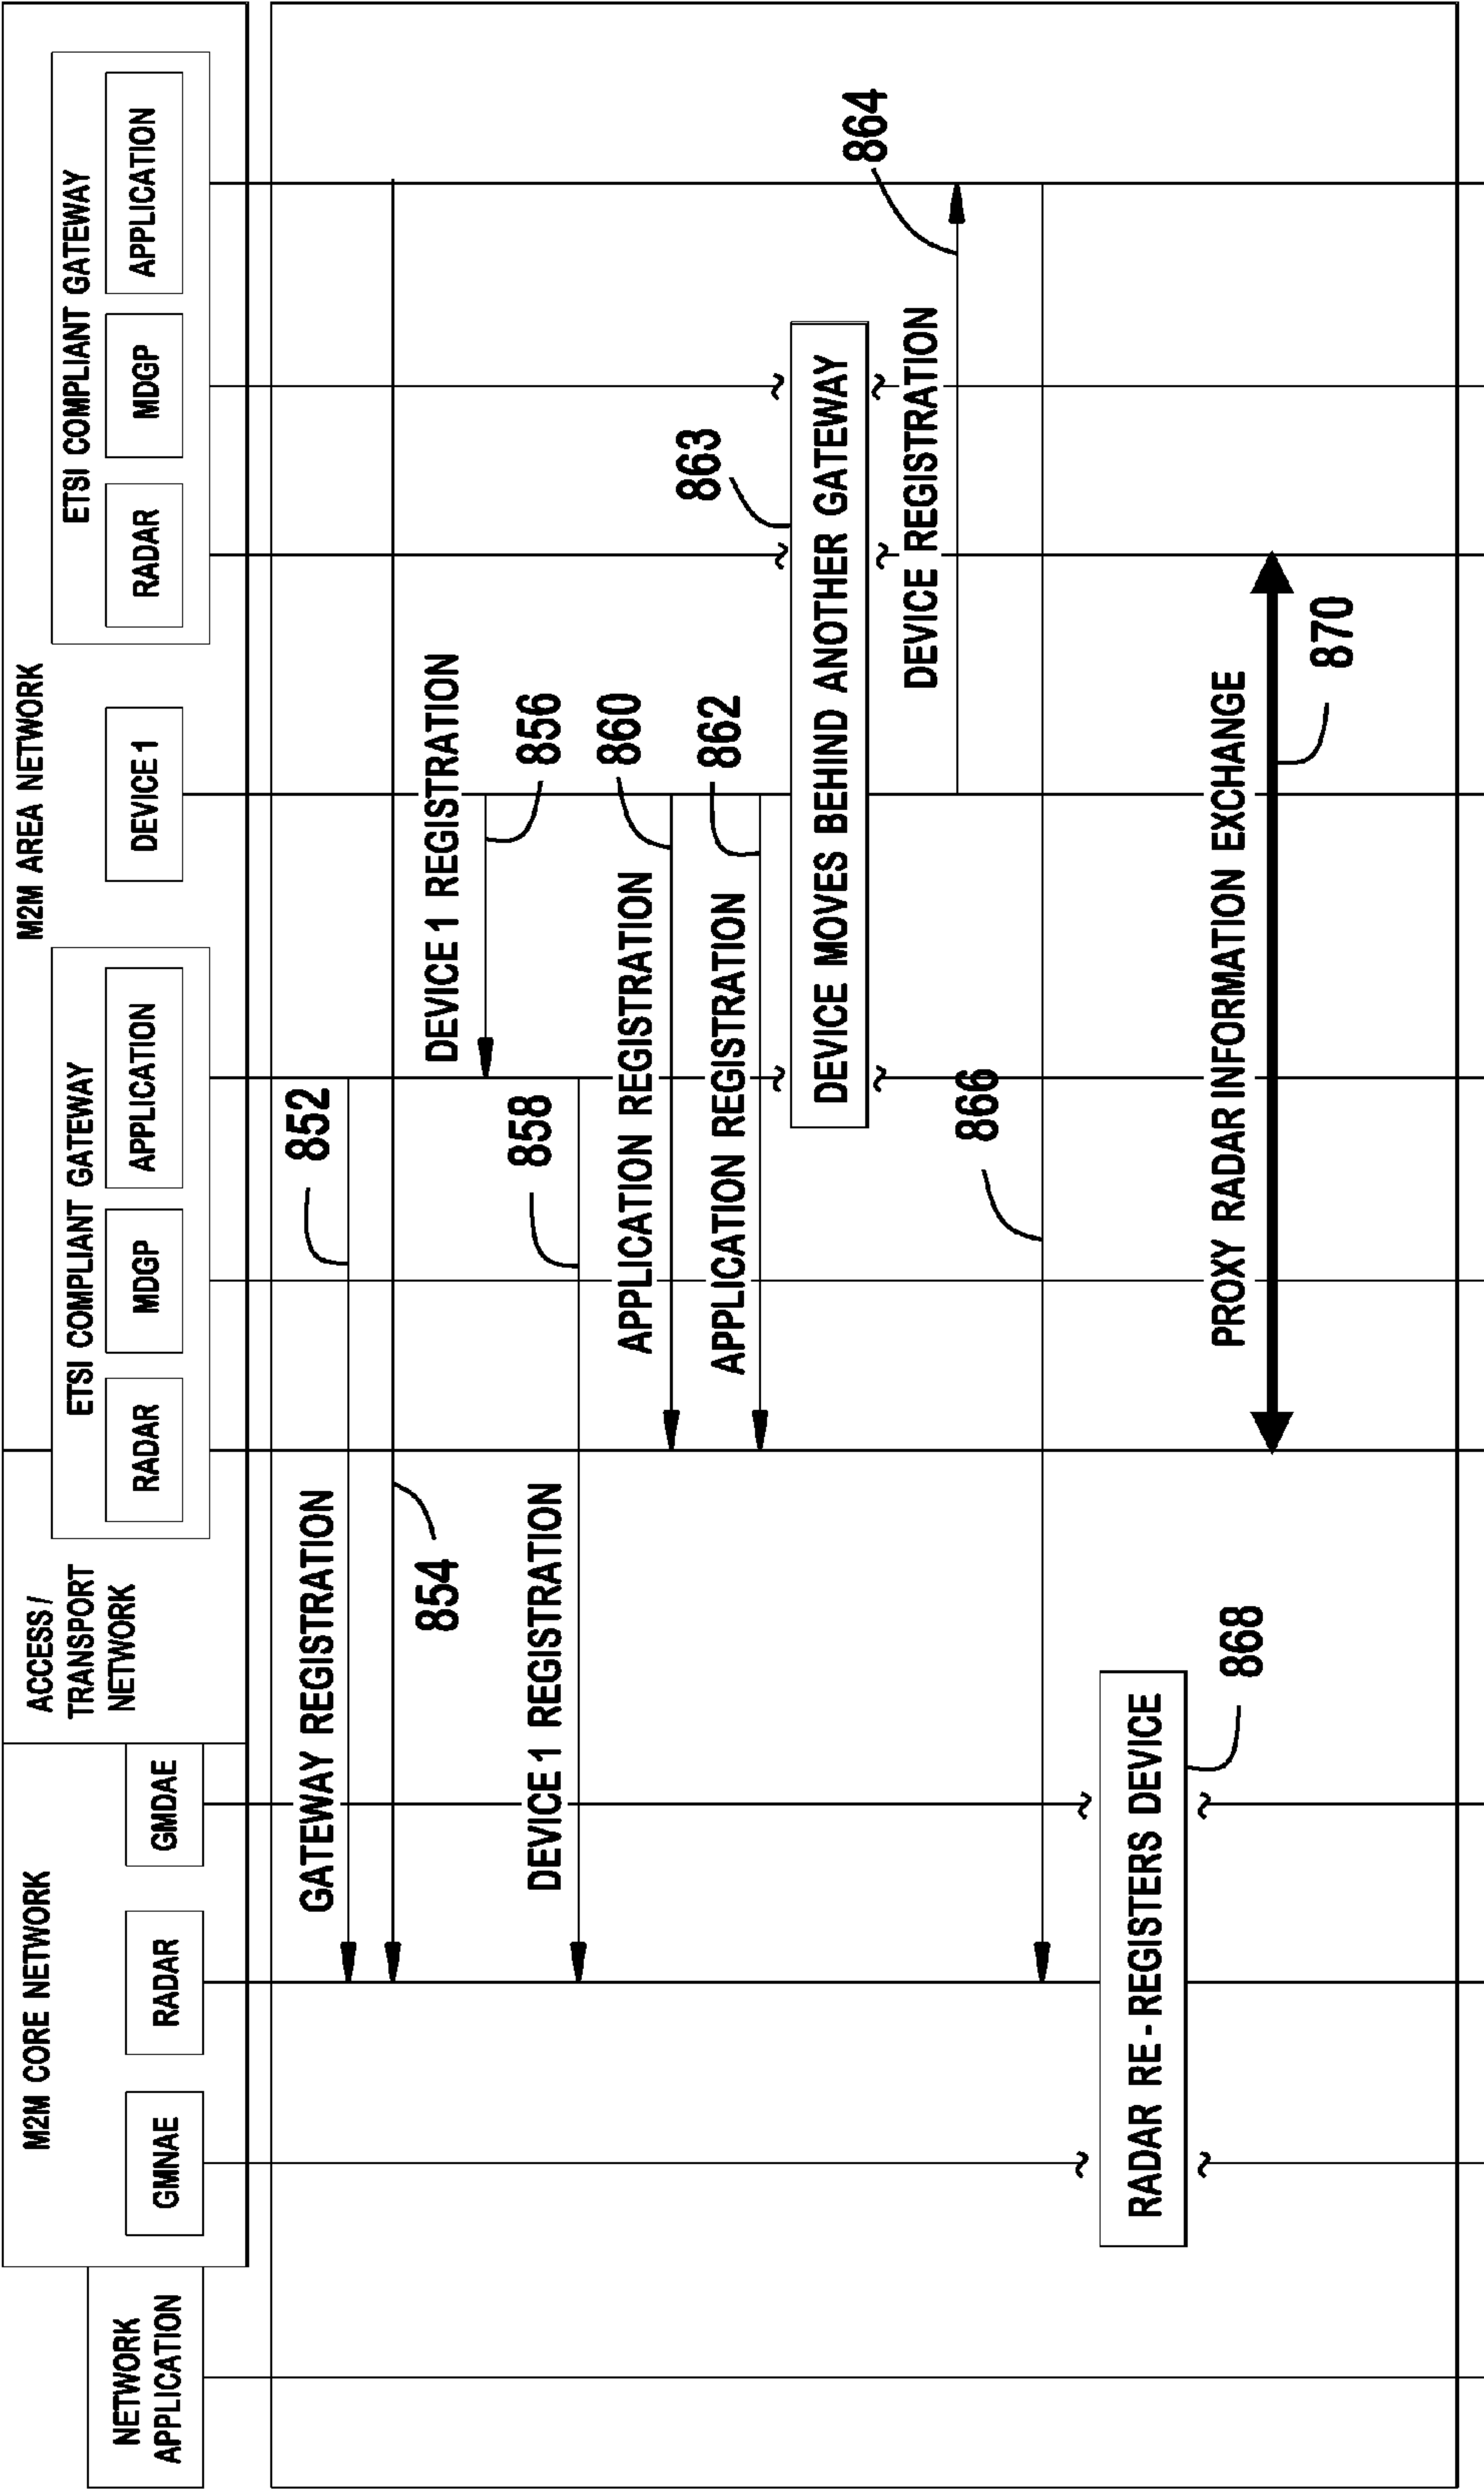 NETWORK
APPLICATION
M2M CORE NETWORK
GMNAE
RADAR
GMDAE
ACCESS/
TRANSPORT
NETWORK
M2M AREA NETWORK
ETSI COMPLIANT GATEWAY
RADAR
MDGP
APPLICATION
DEVICE 1
ETSI COMPLIANT GATEWAY
RADAR
MDGP
APPLICATION
GATEWAY REGISTRATION
852
854
DEVICE 1 REGISTRATION
856
DEVICE 1 REGISTRATION
858
APPLICATION REGISTRATION
860
APPLICATION REGISTRATION
862
863
DEVICE MOVES BEHIND ANOTHER GATEWAY
DEVICE REGISTRATION
864
866
RADAR RE-REGISTERS DEVICE
868
PROXY RADAR INFORMATION EXCHANGE
870